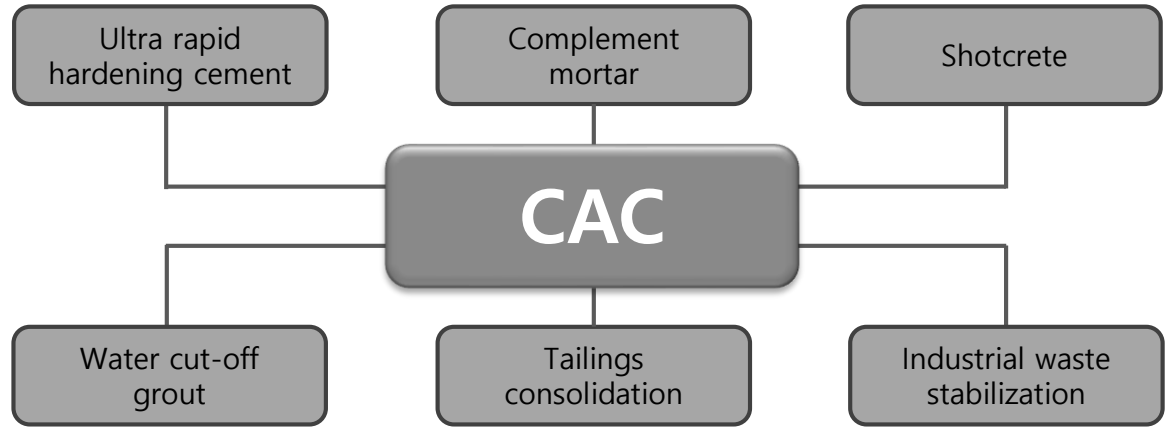 Ultra rapid
hardening cement
Complement
mortar
Shotcrete
CAC
Water cut-off
grout
Tailings
consolidation
Industrial waste
stabilization